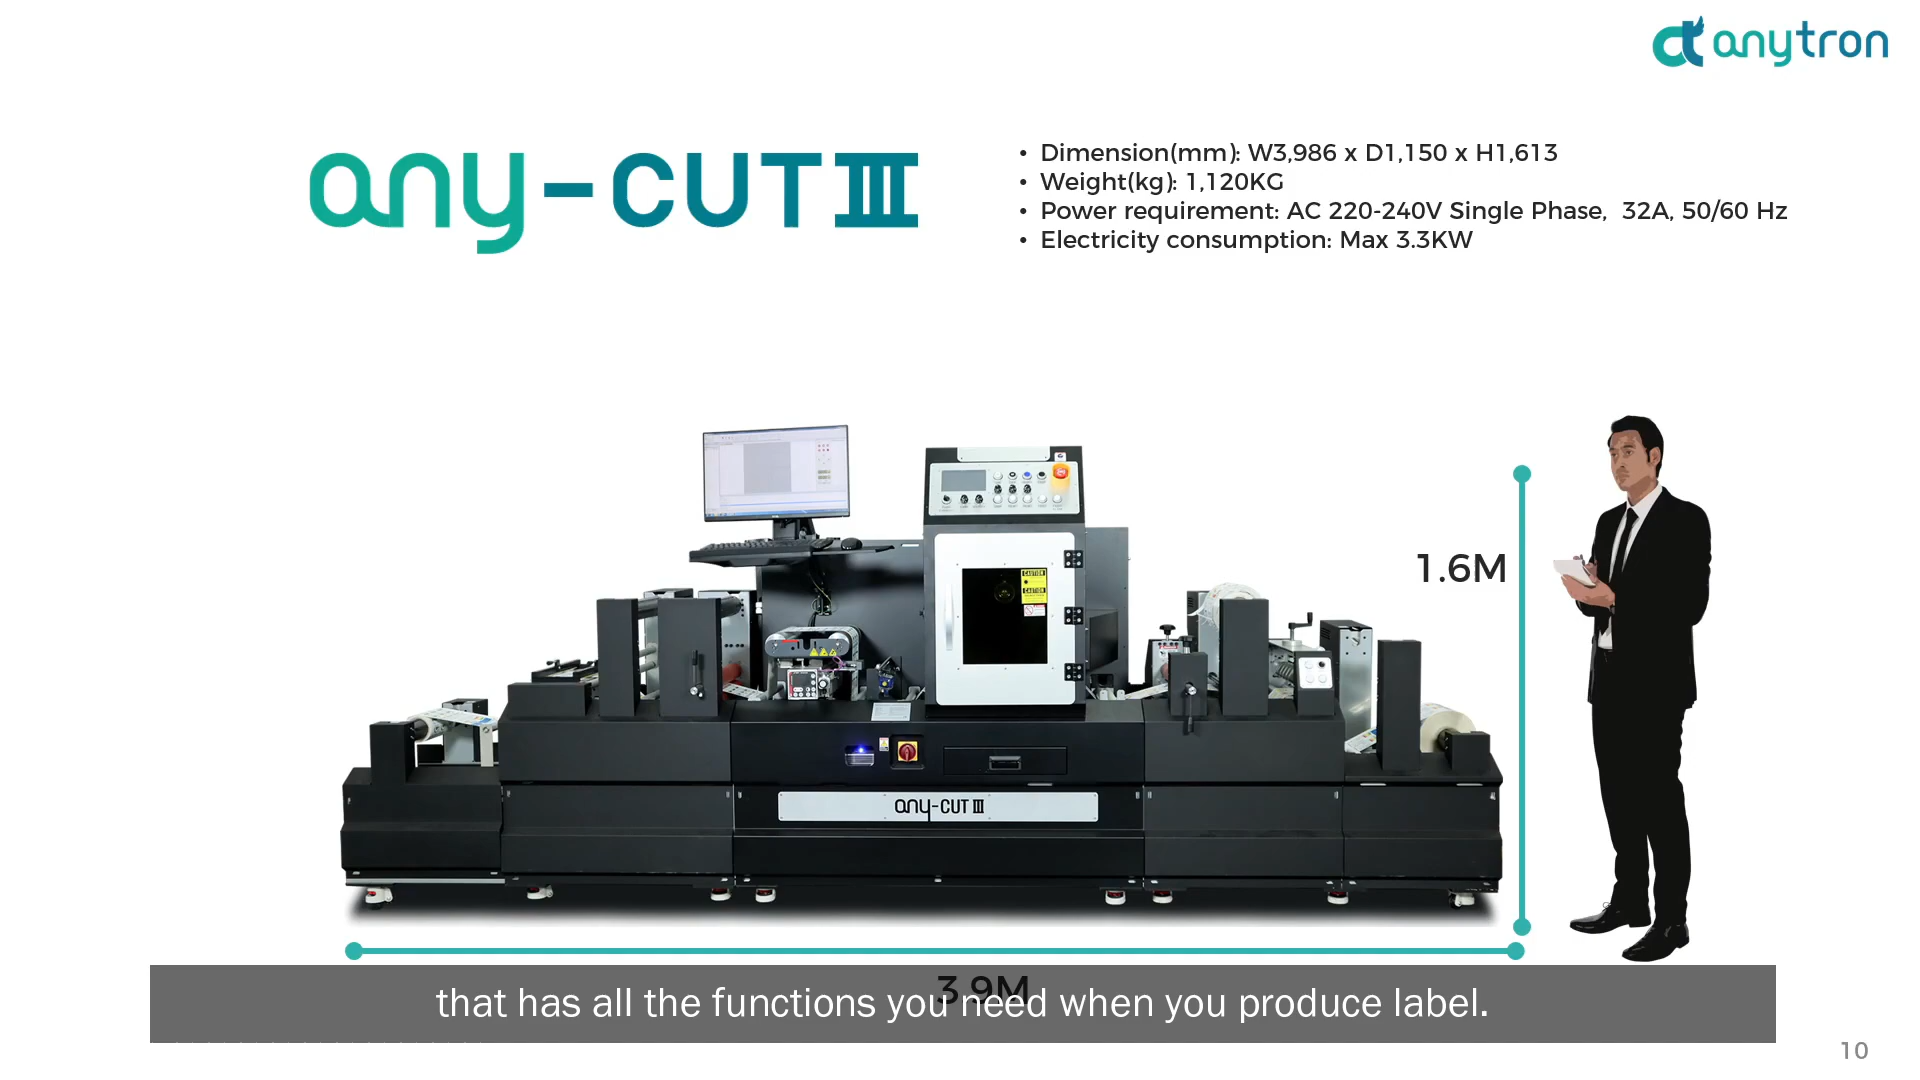 anytron
any-CUT III
• Dimension(mm): W3,986 x D1,150 x H1,613
• Weight(kg): 1,120KG
• Power requirement: AC 220-240V Single Phase, 32A, 50/60 Hz
• Electricity consumption: Max 3.3KW
1.6M
CAUTION
CAUTION
any-CUT III
3.9M
that has all the functions you need when you produce label.
10